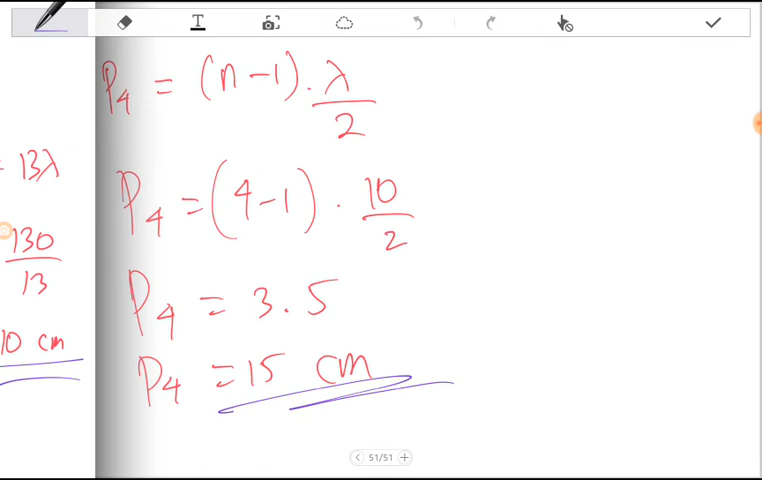 T
= 13λ
130
13
10 cm
P₄ = (n-1) . λ
2
P₄ = (4-1) . 10
2
P₄ = 3 . 5
P₄ = 15 cm
51/51